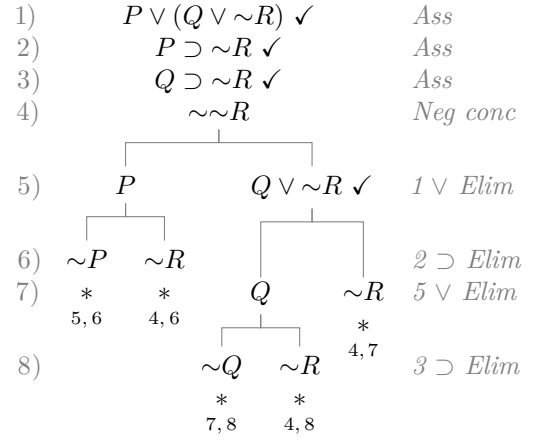 1) P ∨ (Q ∨ ∼R) ✓ Ass
2) P ⊃ ∼R ✓ Ass
3) Q ⊃ ∼R ✓ Ass
4) ∼∼R Neg conc
5) P Q ∨ ∼R ✓ 1 ∨ Elim
6) ∼P ∼R 2 ⊃ Elim
7) * * Q ∼R 5 ∨ Elim
5, 6 4, 6 *
4, 7
8) ∼Q ∼R 3 ⊃ Elim
* *
7, 8 4, 8